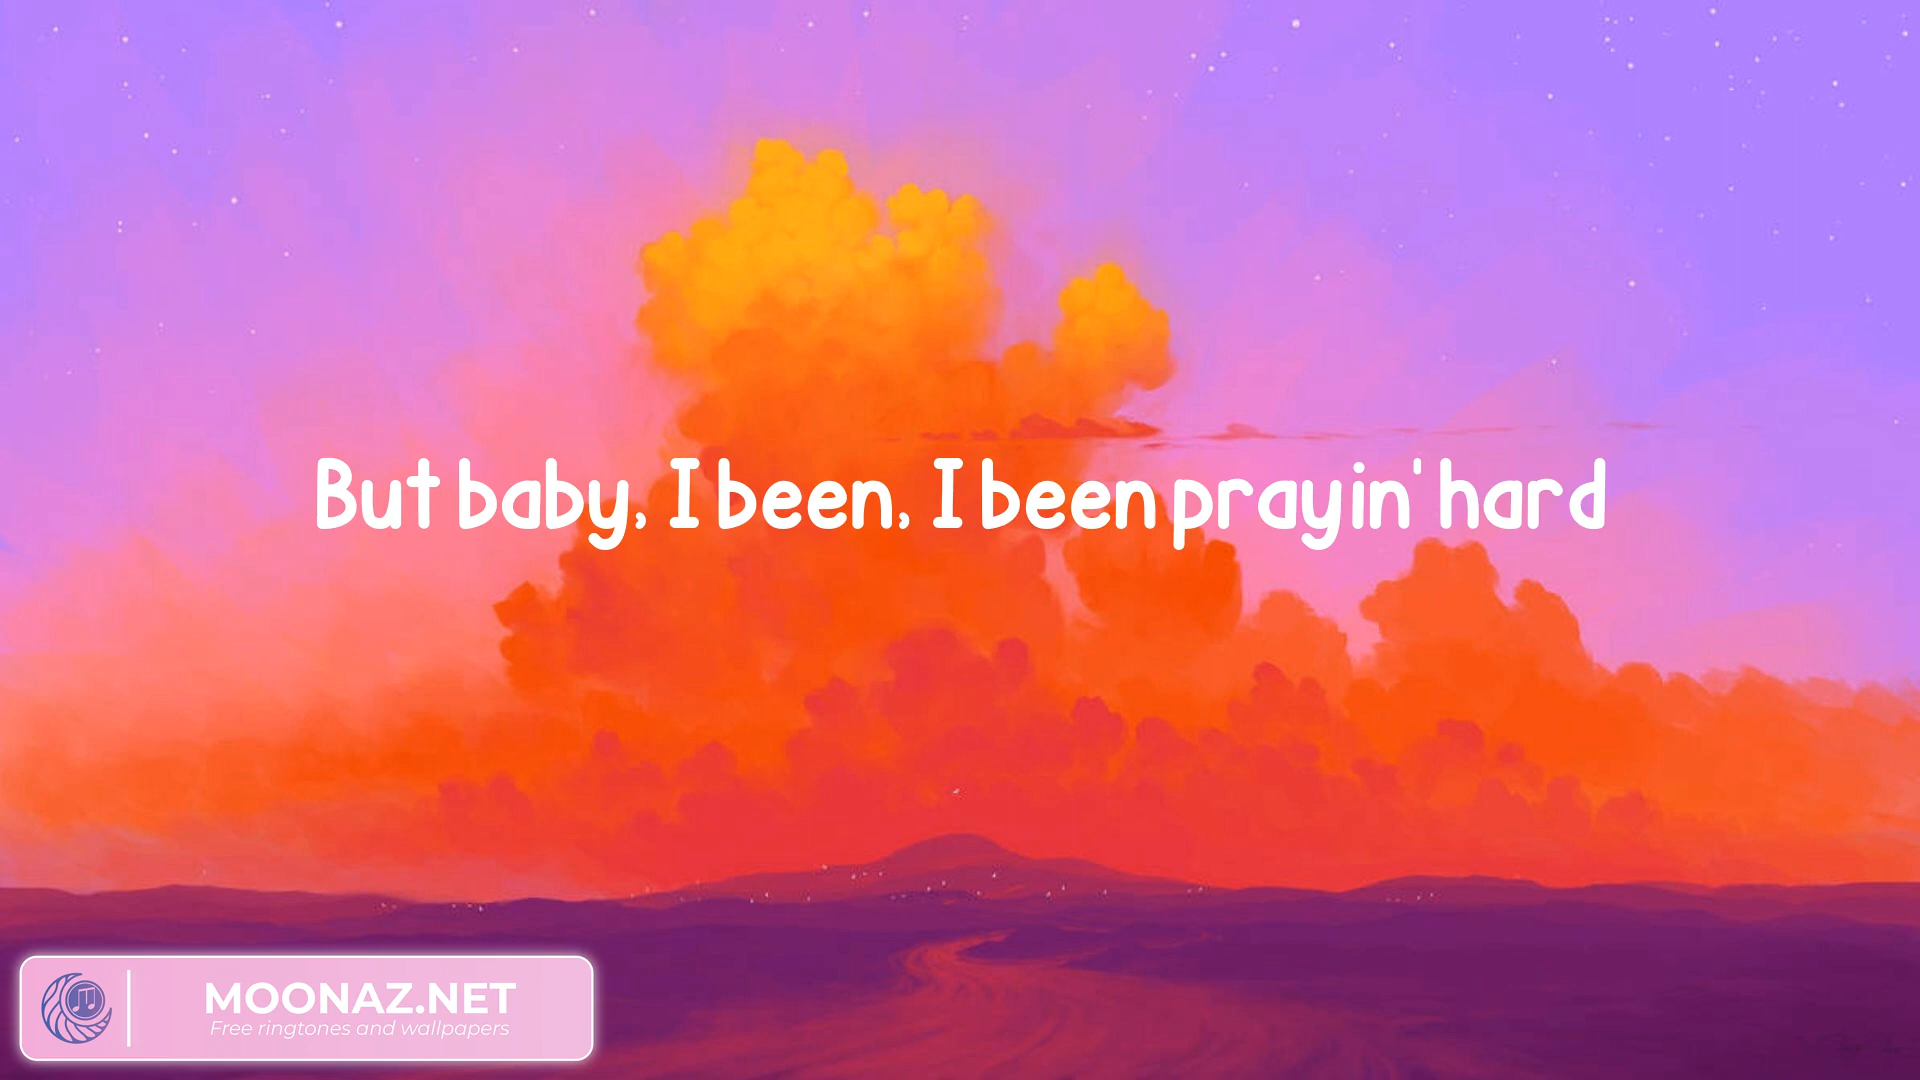 But baby, I been, I been prayin' hard
MOONAZ.NET
Free ringtones and wallpapers